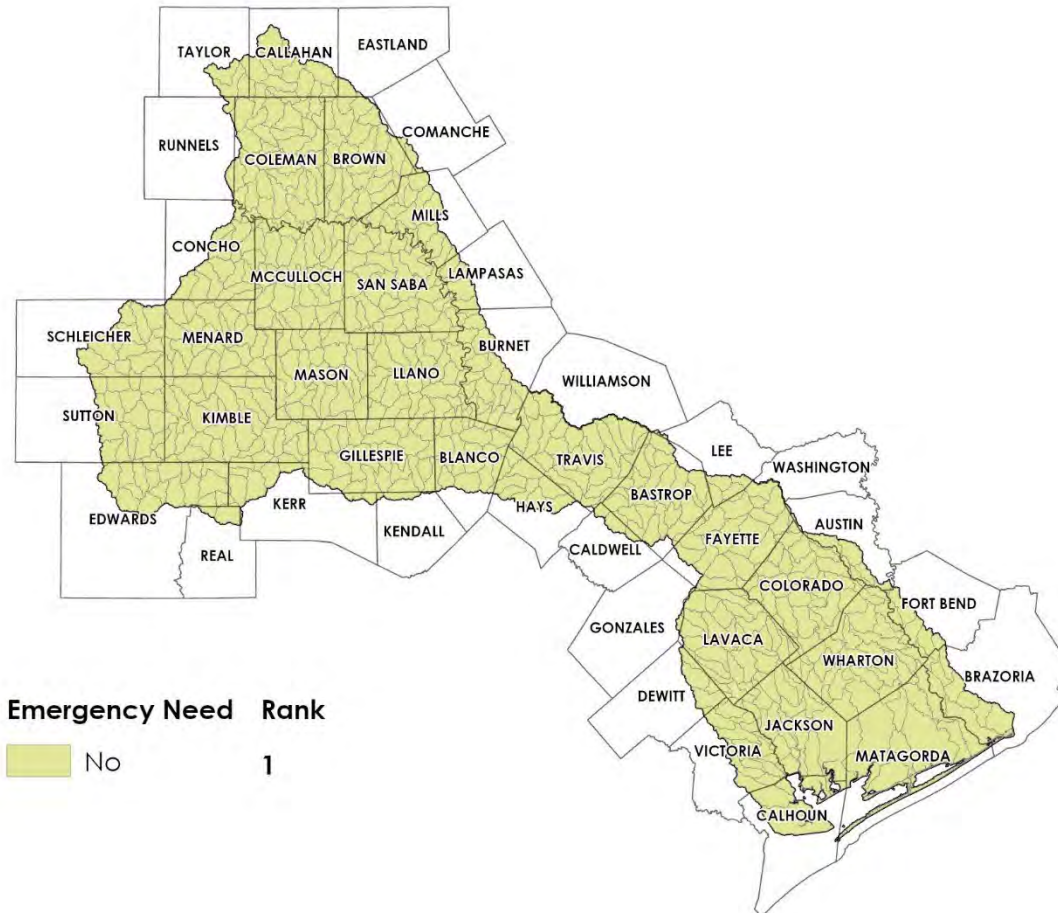 TAYLOR
CALLAHAN
EASTLAND
RUNNELS
COLEMAN
BROWN
COMANCHE
MILLS
CONCHO
MCCULLOCH
SAN SABA
LAMPASAS
SCHLEICHER
MENARD
BURNET
MASON
LLANO
WILLIAMSON
SUTTON
KIMBLE
GILLESPIE
BLANCO
TRAVIS
LEE
WASHINGTON
BASTROP
EDWARDS
KERR
HAYS
AUSTIN
KENDALL
FAYETTE
REAL
CALDWELL
COLORADO
FORT BEND
GONZALES
LAVACA
WHARTON
BRAZORIA
DEWITT
JACKSON
VICTORIA
MATAGORDA
CALHOUN
Emergency Need Rank
No 1